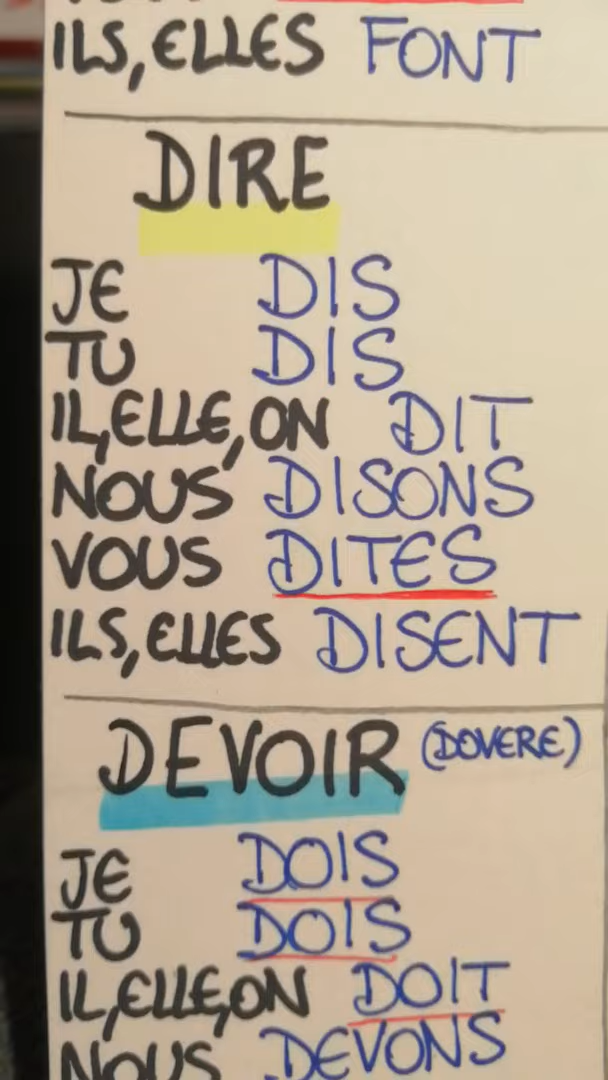 ILS, ELLES FONT
DIRE
JE DIS
TU DIS
IL, ELLE, ON DIT
NOUS DISONS
VOUS DITES
ILS, ELLES DISENT
DEVOIR (DOVERE)
JE DOIS
TU DOIS
IL, ELLE, ON DOIT
NOUS DEVONS